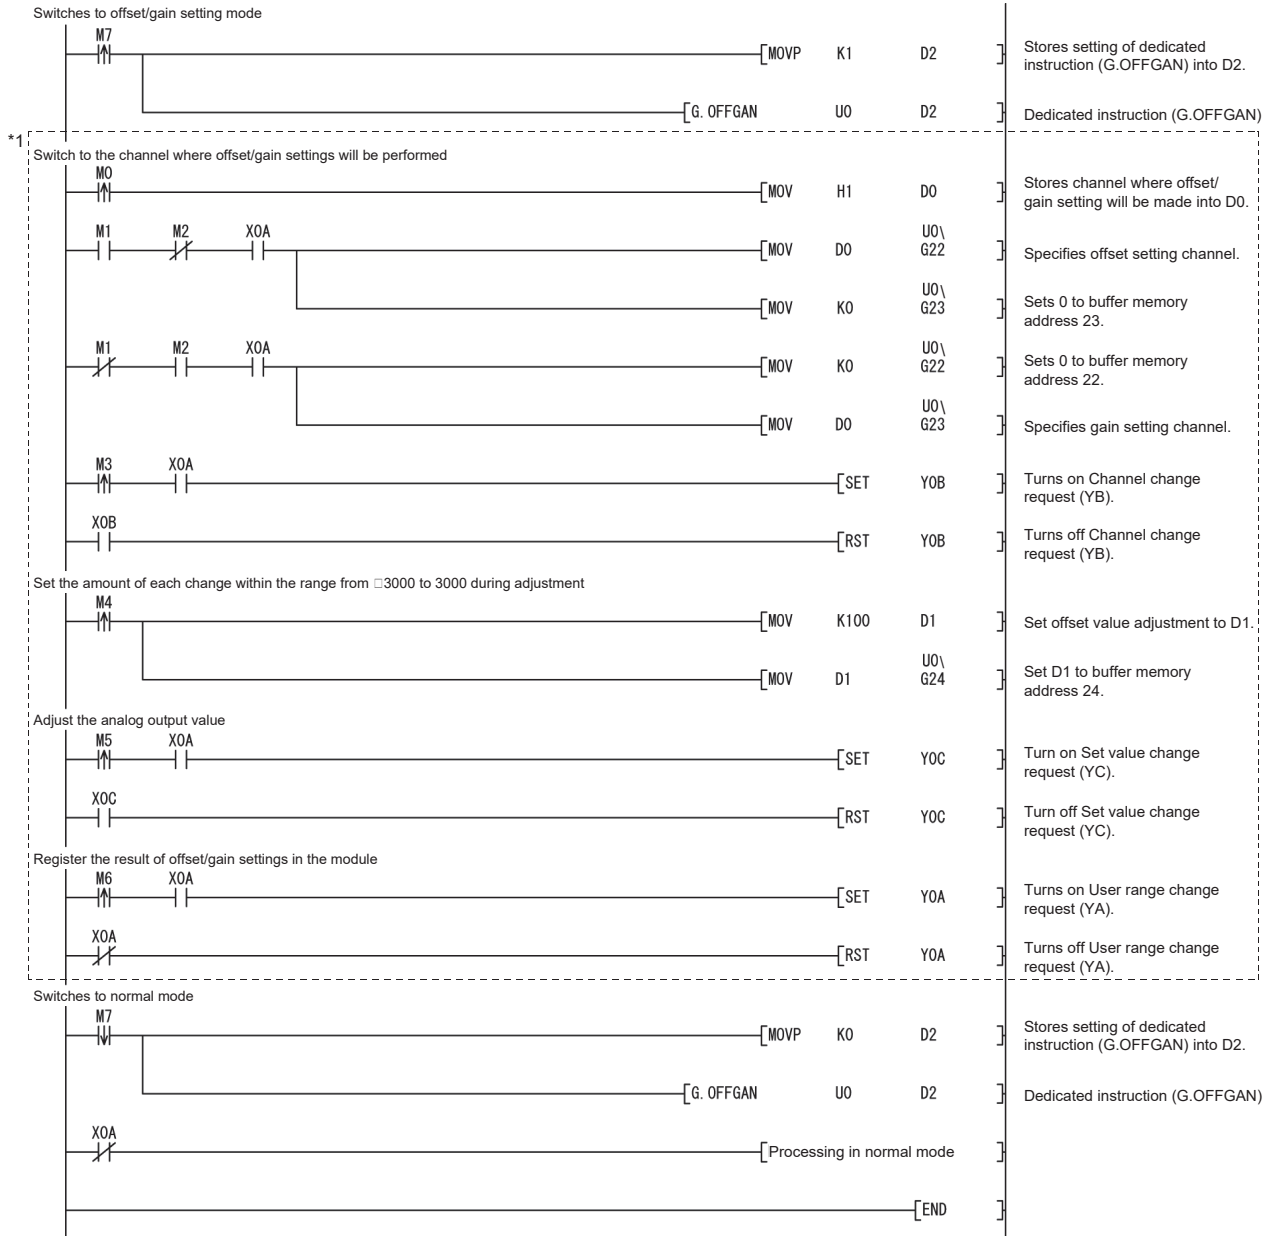 Switches to offset/gain setting mode
M7
MOVP K1 D2
Stores setting of dedicated
instruction (G.OFFGAN) into D2.
G.OFFGAN U0 D2
Dedicated instruction (G.OFFGAN)
*1
Switch to the channel where offset/gain settings will be performed
M0
MOV H1 D0
Stores channel where offset/
gain setting will be made into D0.
M1 M2 X0A
MOV D0 U0\
G22
Specifies offset setting channel.
MOV K0 U0\
G23
Sets 0 to buffer memory
address 23.
M1 M2 X0A
MOV K0 U0\
G22
Sets 0 to buffer memory
address 22.
MOV D0 U0\
G23
Specifies gain setting channel.
M3 X0A
SET Y0B
Turns on Channel change
request (YB).
X0B
RST Y0B
Turns off Channel change
request (YB).
Set the amount of each change within the range from □3000 to 3000 during adjustment
M4
MOV K100 D1
Set offset value adjustment to D1.
MOV D1 U0\
G24
Set D1 to buffer memory
address 24.
Adjust the analog output value
M5 X0A
SET Y0C
Turn on Set value change
request (YC).
X0C
RST Y0C
Turn off Set value change
request (YC).
Register the result of offset/gain settings in the module
M6 X0A
SET Y0A
Turns on User range change
request (YA).
X0A
RST Y0A
Turns off User range change
request (YA).
Switches to normal mode
M7
MOVP K0 D2
Stores setting of dedicated
instruction (G.OFFGAN) into D2.
G.OFFGAN U0 D2
Dedicated instruction (G.OFFGAN)
X0A
Processing in normal mode
END